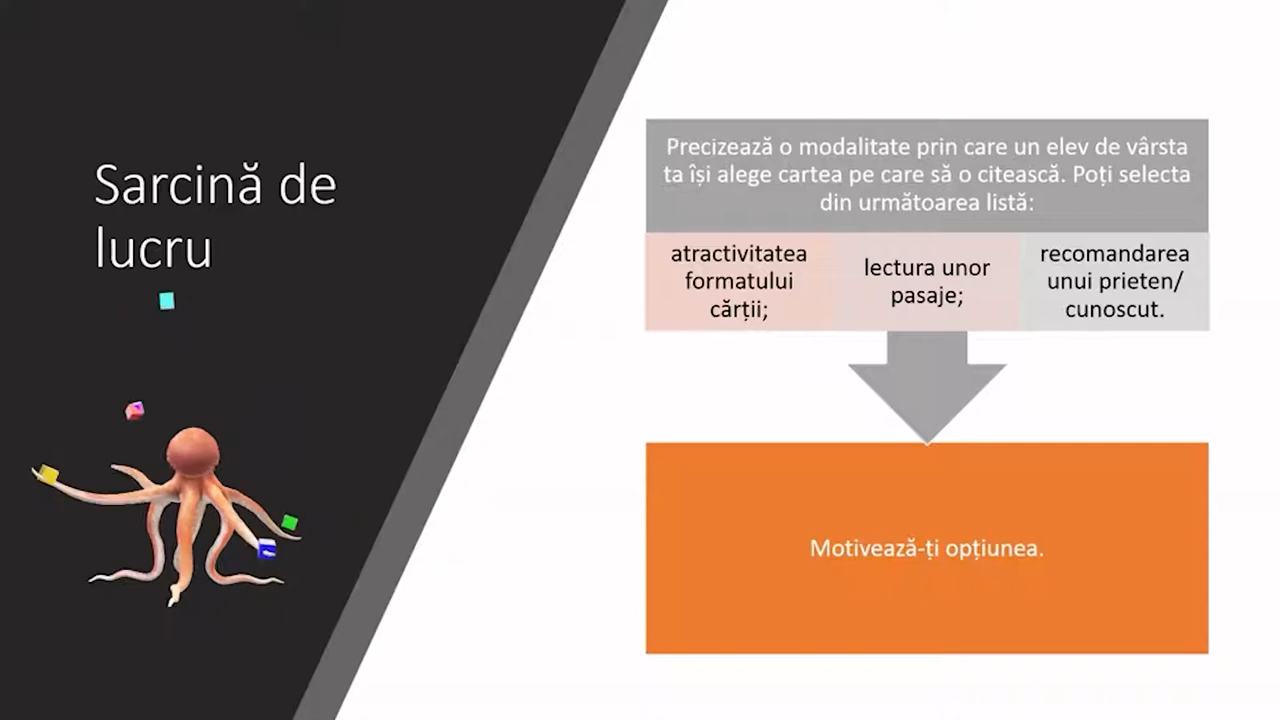 Sarcină de
lucru
Precizează o modalitate prin care un elev de vârsta
ta își alege cartea pe care să o citească. Poți selecta
din următoarea listă:
atractivitatea
formatului
cărții;
lectura unor
pasaje;
recomandarea
unui prieten/
cunoscut.
Motivează-ți opțiunea.